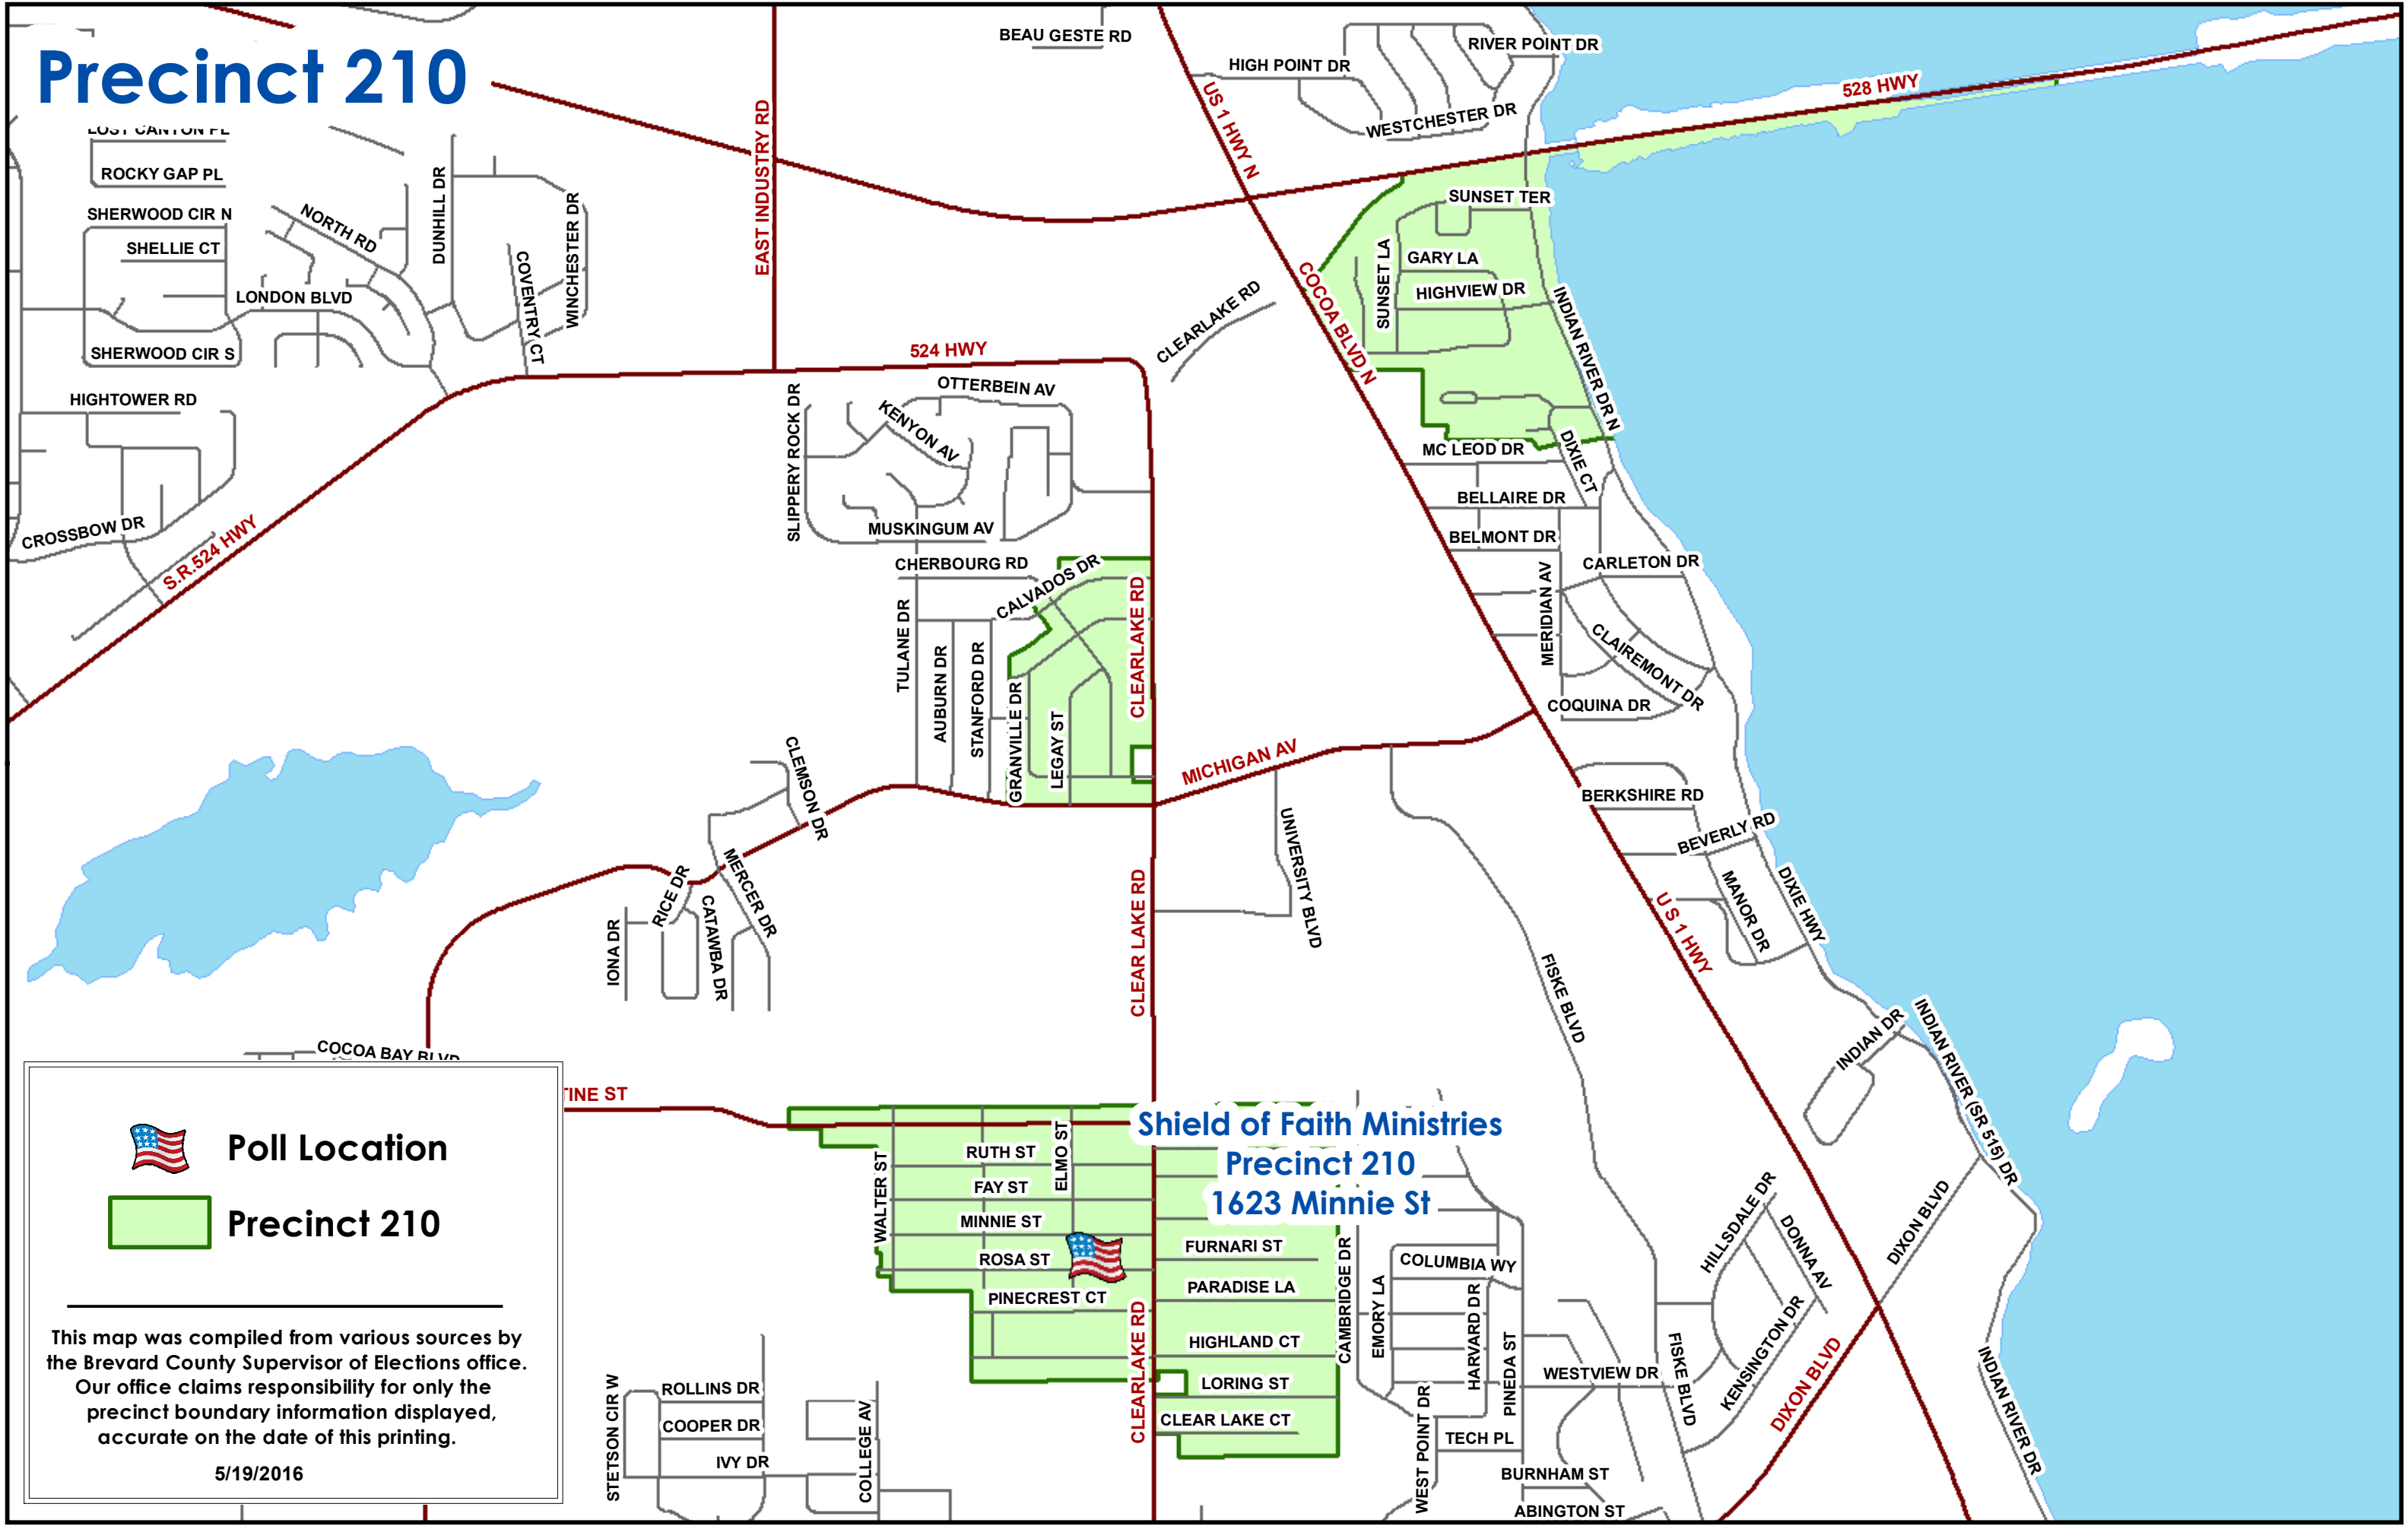 Precinct 210
BEAU GESTE RD
HIGH POINT DR
RIVER POINT DR
WESTCHESTER DR
528 HWY
US 1 HWY N
EAST INDUSTRY RD
LOST CANYON PL
ROCKY GAP PL
SHERWOOD CIR N
SHELLIE CT
NORTH RD
DUNHILL DR
WINCHESTER DR
COVENTRY CT
LONDON BLVD
SHERWOOD CIR S
HIGHTOWER RD
CROSSBOW DR
S.R.524 HWY
524 HWY
CLEARLAKE RD
COCOA BLVD N
SUNSET TER
SUNSET LA
GARY LA
HIGHVIEW DR
INDIAN RIVER DR N
MC LEOD DR
DIXIE CT
BELLAIRE DR
BELMONT DR
CARLETON DR
MERIDIAN AV
CLAIREMONT DR
COQUINA DR
OTTERBEIN AV
KENYON AV
SLIPPERY ROCK DR
MUSKINGUM AV
CHERBOURG RD
CALVADOS DR
TULANE DR
AUBURN DR
STANFORD DR
GRANVILLE DR
LEGAY ST
CLEARLAKE RD
MICHIGAN AV
CLEMSON DR
MERCER DR
RICE DR
CATAWBA DR
IONA DR
CLEAR LAKE RD
UNIVERSITY BLVD
FISKE BLVD
BERKSHIRE RD
BEVERLY RD
MANOR DR
DIXIE HWY
U S 1 HWY
INDIAN DR
INDIAN RIVER (SR 515) DR
COCOA BAY BLVD
TINE ST
Shield of Faith Ministries
Precinct 210
1623 Minnie St
RUTH ST
ELMO ST
FAY ST
WALTER ST
MINNIE ST
ROSA ST
PINECREST CT
FURNARI ST
PARADISE LA
HIGHLAND CT
LORING ST
CLEAR LAKE CT
CLEARLAKE RD
CAMBRIDGE DR
EMORY LA
COLUMBIA WY
HARVARD DR
PINEDA ST
WEST POINT DR
TECH PL
WESTVIEW DR
BURNHAM ST
ABINGTON ST
FISKE BLVD
HILLSDALE DR
DONNA AV
KENSINGTON DR
DIXON BLVD
DIXON BLVD
INDIAN RIVER DR
STETSON CIR W
ROLLINS DR
COOPER DR
IVY DR
COLLEGE AV
Poll Location
Precinct 210
This map was compiled from various sources by
the Brevard County Supervisor of Elections office.
Our office claims responsibility for only the
precinct boundary information displayed,
accurate on the date of this printing.
5/19/2016